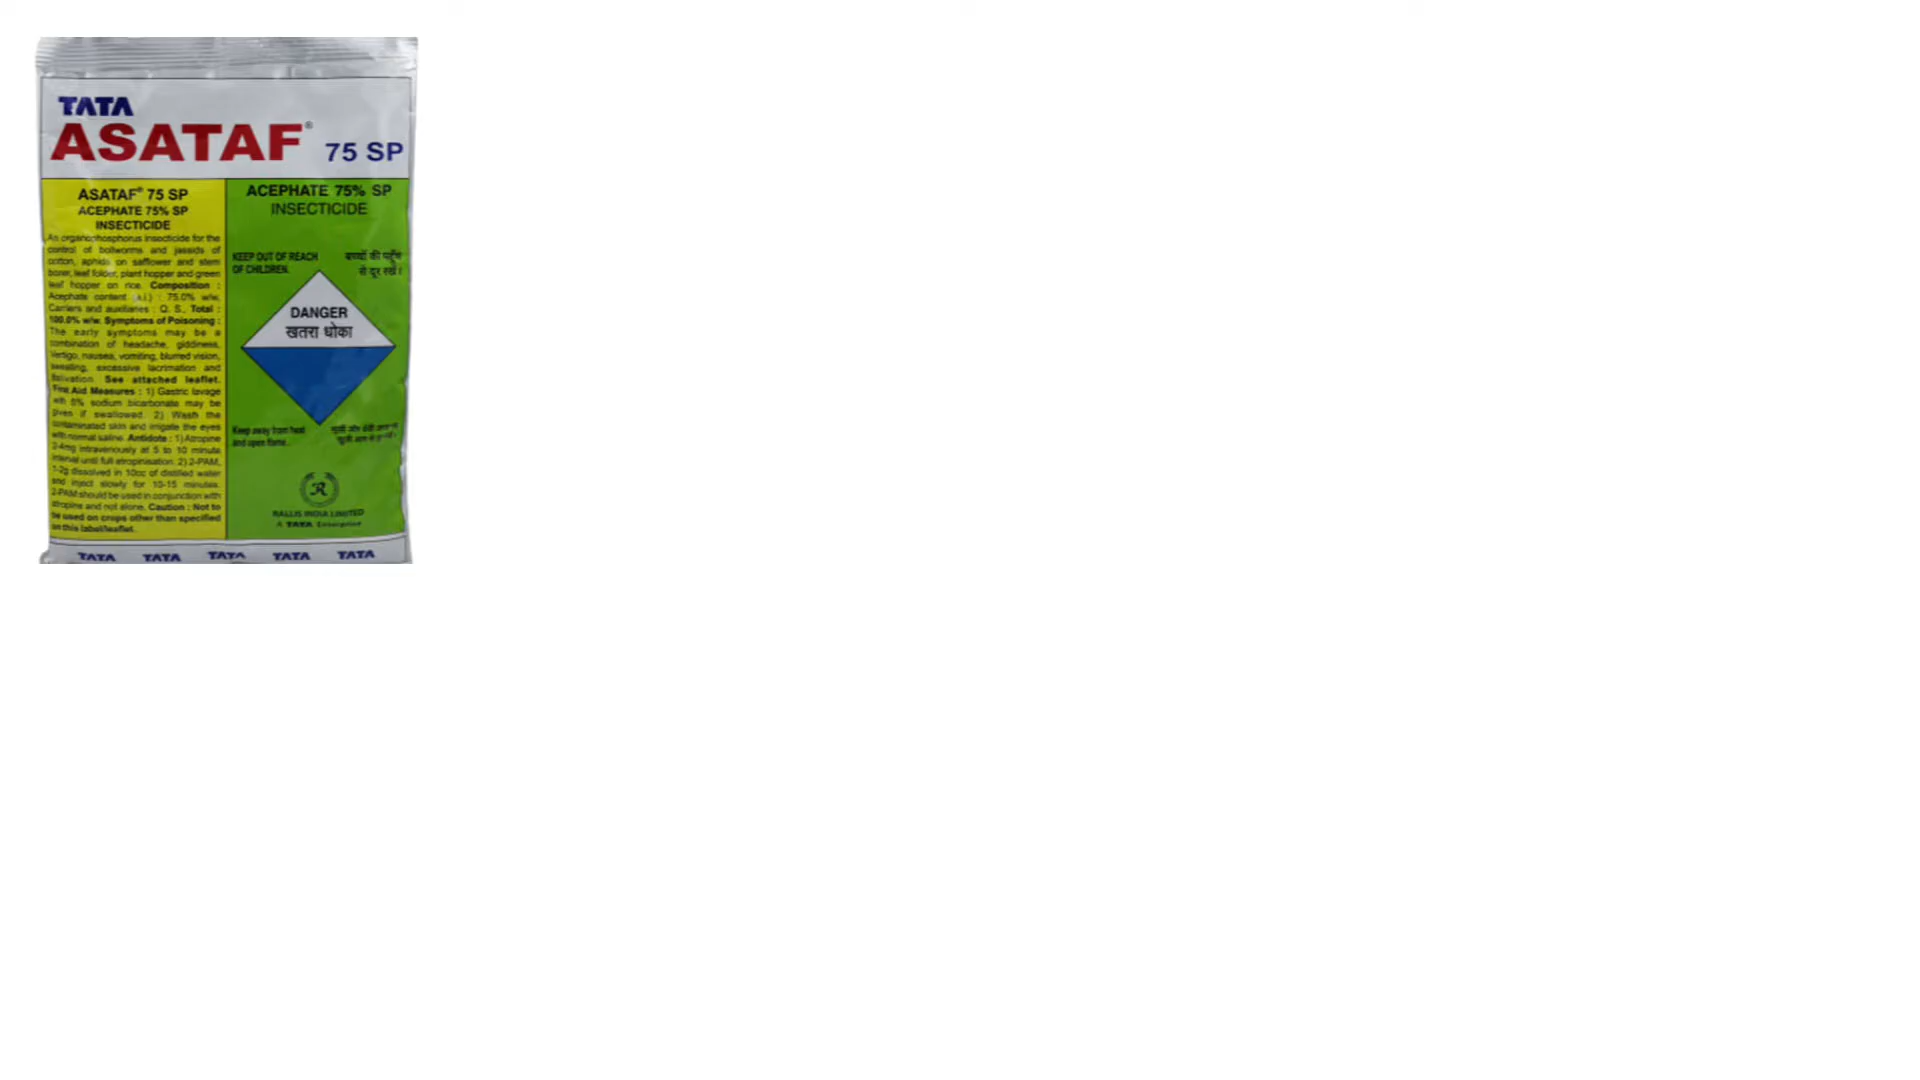 TATA
ASATAF®
75 SP
ASATAF® 75 SP
ACEPHATE 75% SP
INSECTICIDE
An organophosphorus insecticide for the
control of bollworms and jassids of
cotton, aphids on safflower and stem
borer, leaf folder, plant hopper and green
leaf hopper on rice. Composition :
Acephate content (a.i.) : 75.0% w/w,
Carriers and auxiliaries : Q. S., Total :
100.0% w/w. Symptoms of Poisoning :
The early symptoms may be a
combination of headache, giddiness,
Vertigo, nausea, vomiting, blurred vision,
sweating, excessive lacrimation and
salivation. See attached leaflet.
First Aid Measures : 1) Gastric lavage
with 5% sodium bicarbonate may be
given if swallowed. 2) Wash the
contaminated skin and irrigate the eyes
with normal saline. Antidote : 1) Atropine
2-4mg intravenously at 5 to 10 minute
interval until full atropinisation. 2) 2-PAM,
1-2g dissolved in 10cc of distilled water
and inject slowly for 10-15 minutes.
2-PAM should be used in conjunction with
atropine and not alone. Caution : Not to
be used on crops other than specified
on this label/leaflet.
ACEPHATE 75% SP
INSECTICIDE
KEEP OUT OF REACH
OF CHILDREN.
बच्चों की पहुँच
से दूर रखें।
DANGER
खतरा धोका
Keep away from heat
and open flame.
R
RALLIS INDIA LIMITED
A TATA Enterprise
TATA TATA TATA TATA TATA